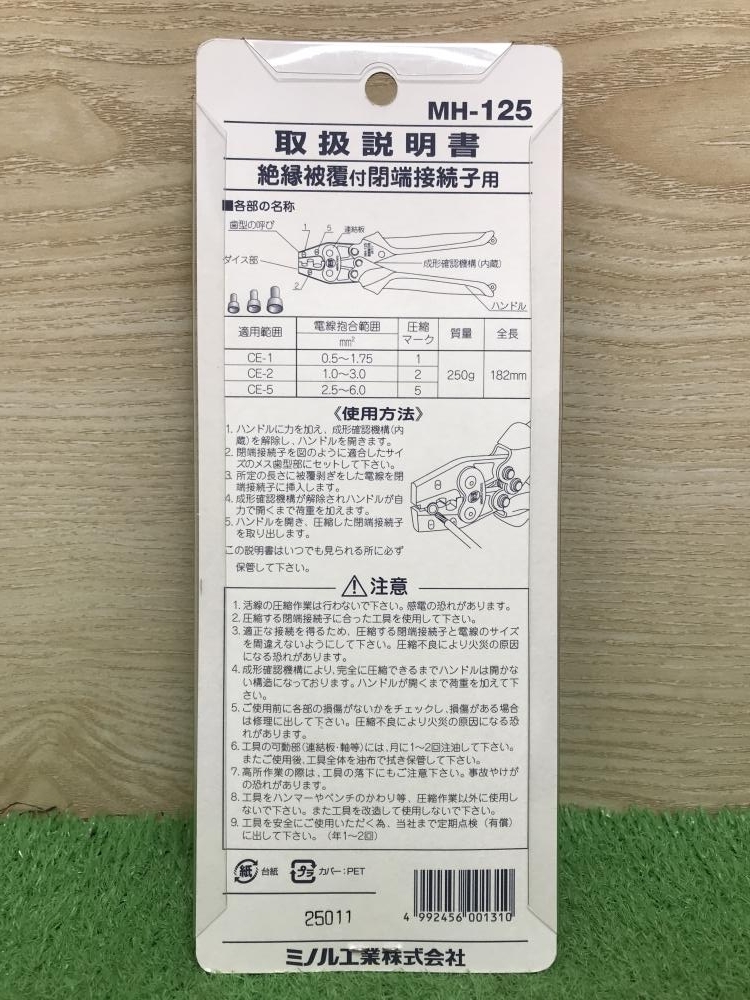 MH-125
取扱説明書
絶縁被覆付閉端接続子用
■各部の名称
歯型の呼び
1
5
連結板
ダイス部
成形確認機構(内蔵)
2
ハンドル
適用範囲 電線抱合範囲 mm² 圧縮マーク 質量 全長
CE-1 0.5〜1.75 1
CE-2 1.0〜3.0 2 250g 182mm
CE-5 2.5〜6.0 5
《使用方法》
1. ハンドルに力を加え、成形確認機構(内
蔵)を解除し、ハンドルを開きます。
2. 閉端接続子を図のように適合したサイ
ズのメス歯型部にセットして下さい。
3. 所定の長さに被覆剥ぎをした電線を閉
端接続子に挿入します。
4. 成形確認機構が解除されハンドルが自
力で開くまで荷重を加えます。
5. ハンドルを開き、圧縮した閉端接続子
を取り出します。
この説明書はいつでも見られる所に必ず
保管して下さい。
⚠注意
1. 活線の圧縮作業は行わないで下さい。感電の恐れがあります。
2. 圧縮する閉端接続子に合った工具を使用して下さい。
3. 適正な接続を得るため、圧縮する閉端接続子と電線のサイズ
を間違えないようにして下さい。圧縮不良により火災の原因
になる恐れがあります。
4. 成形確認機構により、完全に圧縮できるまでハンドルは開かな
い構造になっております。ハンドルが開くまで荷重を加えて下
さい。
5. ご使用前に各部の損傷がないかをチェックし、損傷がある場合
は修理に出して下さい。圧縮不良により火災の原因になる恐
れがあります。
6. 工具の可動部(連結板・軸等)には、月に1〜2回注油して下さい。
またご使用後、工具全体を油布で拭き保管して下さい。
7. 高所作業の際は、工具の落下にもご注意下さい。事故やけが
の恐れがあります。
8. 工具をハンマーやペンチのかわり等、圧縮作業以外に使用し
ないで下さい。また工具を改造して使用しないで下さい。
9. 工具を安全にご使用いただく為、当社まで定期点検(有償)
に出して下さい。(年1〜2回)
紙 台紙 プラ カバー:PET
25011
4 992456 001310
ミノル工業株式会社